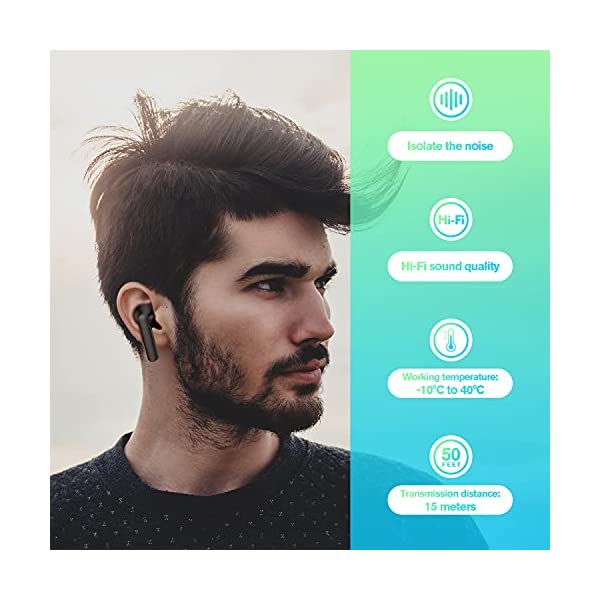 Isolate the noise
Hi-Fi
Hi-Fi sound quality
Working temperature:
-10℃ to 40℃
50
FEET
Transmission distance:
15 meters